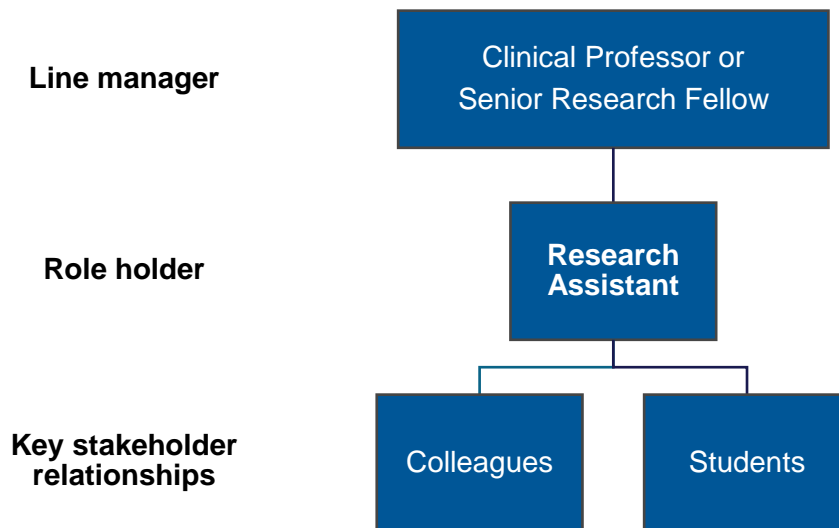 Line manager
Clinical Professor or
Senior Research Fellow
Role holder
Research
Assistant
Key stakeholder
relationships
Colleagues
Students